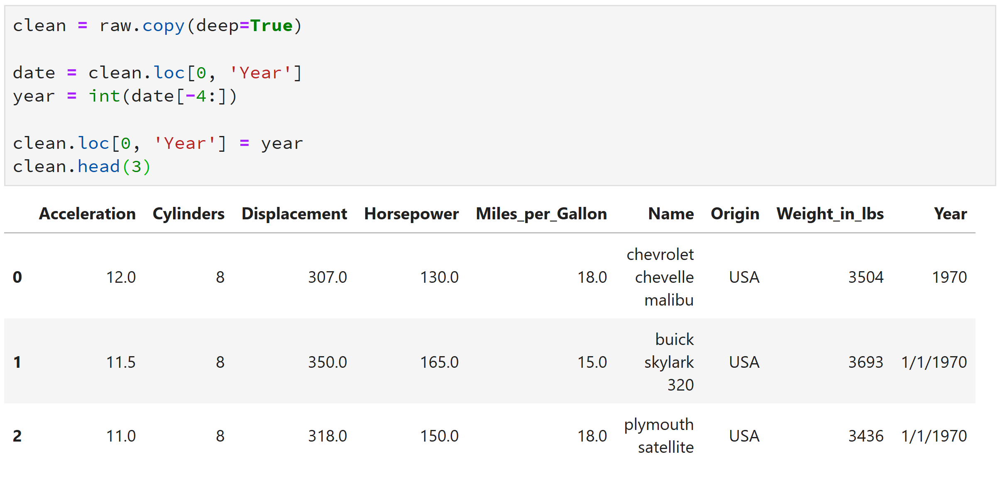 clean = raw.copy(deep=True)
date = clean.loc[0, 'Year']
year = int(date[-4:])
clean.loc[0, 'Year'] = year
clean.head(3)
Acceleration Cylinders Displacement Horsepower Miles_per_Gallon Name Origin Weight_in_lbs Year
chevrolet
0 12.0 8 307.0 130.0 18.0 chevelle USA 3504 1970
malibu
buick
1 11.5 8 350.0 165.0 15.0 skylark USA 3693 1/1/1970
320
plymouth
2 11.0 8 318.0 150.0 18.0 USA 3436 1/1/1970
satellite